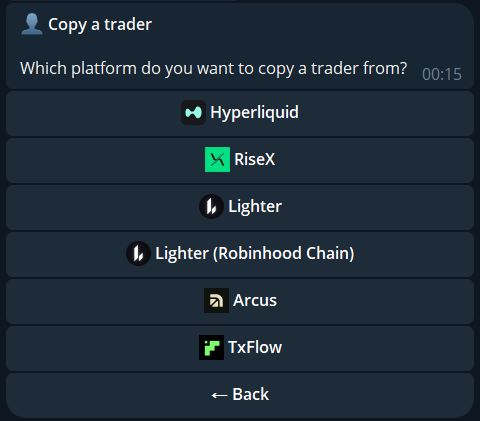 Copy a trader
Which platform do you want to copy a trader from?
00:15
Hyperliquid
RiseX
Lighter
Lighter (Robinhood Chain)
Arcus
TxFlow
← Back